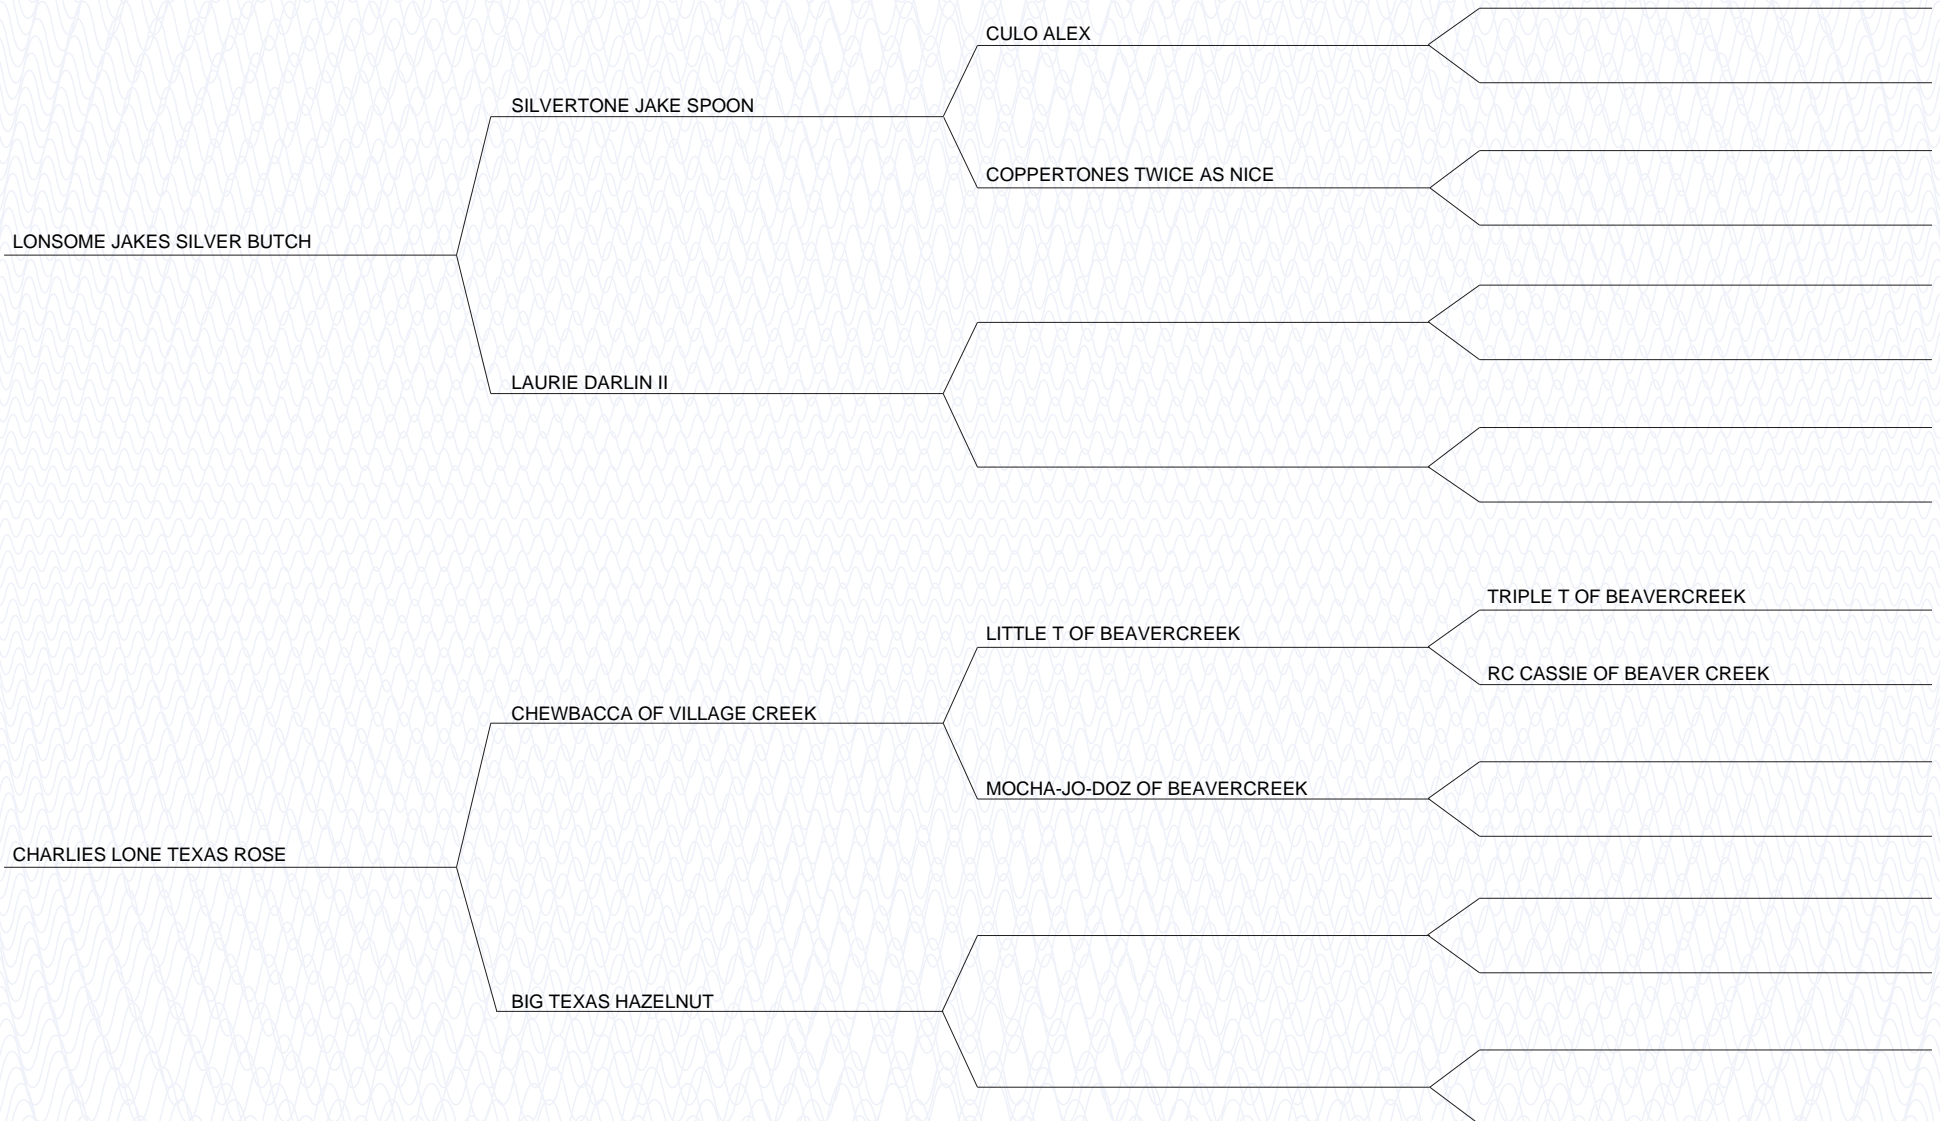 CULO ALEX
SILVERTONE JAKE SPOON
COPPERTONES TWICE AS NICE
LONSOME JAKES SILVER BUTCH
LAURIE DARLIN II
TRIPLE T OF BEAVERCREEK
LITTLE T OF BEAVERCREEK
RC CASSIE OF BEAVER CREEK
CHEWBACCA OF VILLAGE CREEK
MOCHA-JO-DOZ OF BEAVERCREEK
CHARLIES LONE TEXAS ROSE
BIG TEXAS HAZELNUT